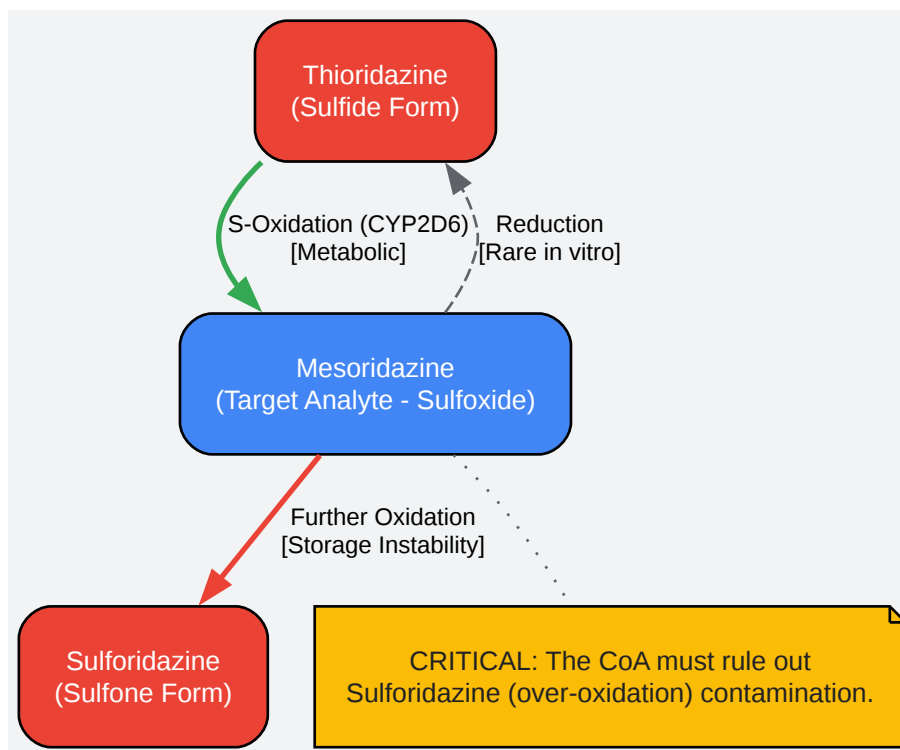 Thioridazine
(Sulfide Form)
S-Oxidation (CYP2D6)
[Metabolic]
Reduction
[Rare in vitro]
Mesoridazine
(Target Analyte - Sulfoxide)
Further Oxidation
[Storage Instability]
Sulforidazine
(Sulfone Form)
CRITICAL: The CoA must rule out
Sulforidazine (over-oxidation) contamination.